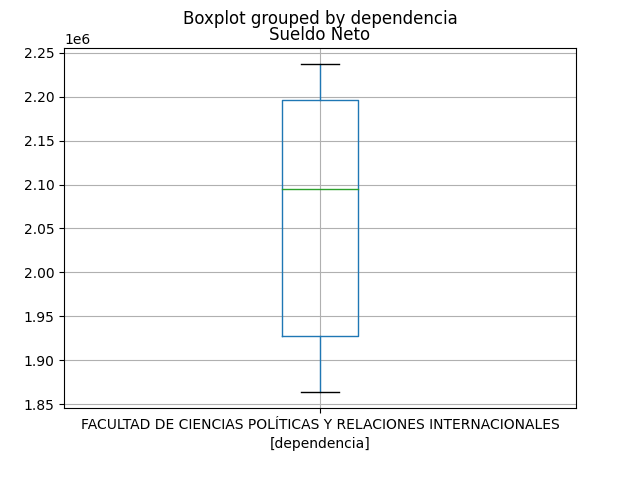 Boxplot grouped by dependencia
Sueldo Neto
1e6
2.25
2.20
2.15
2.10
2.05
2.00
1.95
1.90
1.85
FACULTAD DE CIENCIAS POLÍTICAS Y RELACIONES INTERNACIONALES
[dependencia]